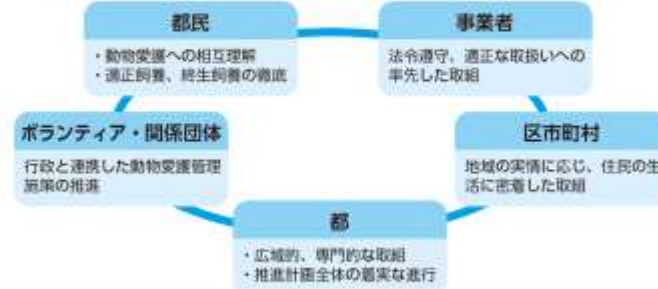 都民
・動物愛護への相互理解
・適正飼養、終生飼養の徹底
事業者
法令遵守、適正な取扱いへの
率先した取組
ボランティア・関係団体
行政と連携した動物愛護管理
施策の推進
区市町村
地域の実情に応じ、住民の生
活に密着した取組
都
・広域的、専門的な取組
・推進計画全体の着実な進行